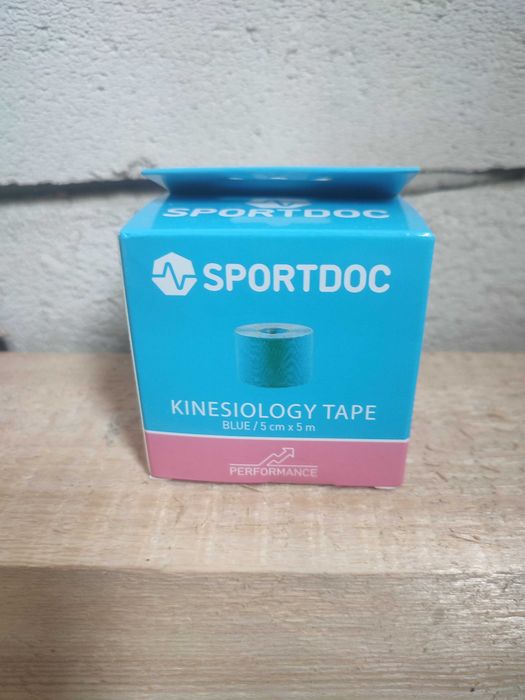 SPORTDOC
SPORTDOC
KINESIOLOGY TAPE
BLUE / 5 cm x 5 m
PERFORMANCE